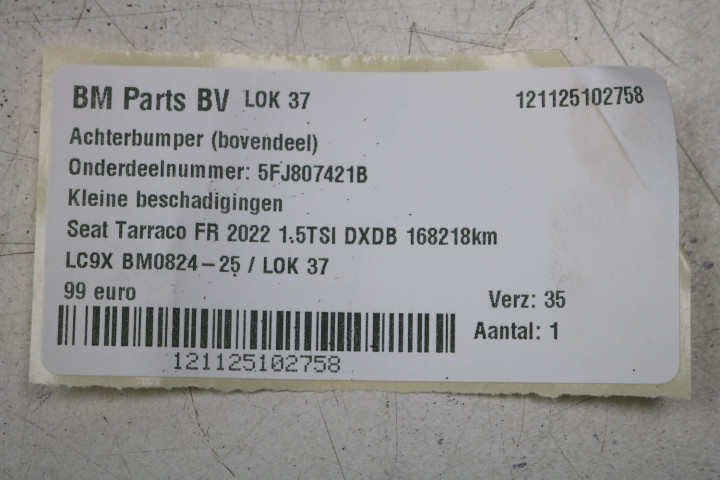 BM Parts BV LOK 37 121125102758
Achterbumper (bovendeel)
Onderdeelnummer: 5FJ807421B
Kleine beschadigingen
Seat Tarraco FR 2022 1.5TSI DXDB 168218km
LC9X BM0824-25 / LOK 37
99 euro Verz: 35
Aantal: 1
121125102758